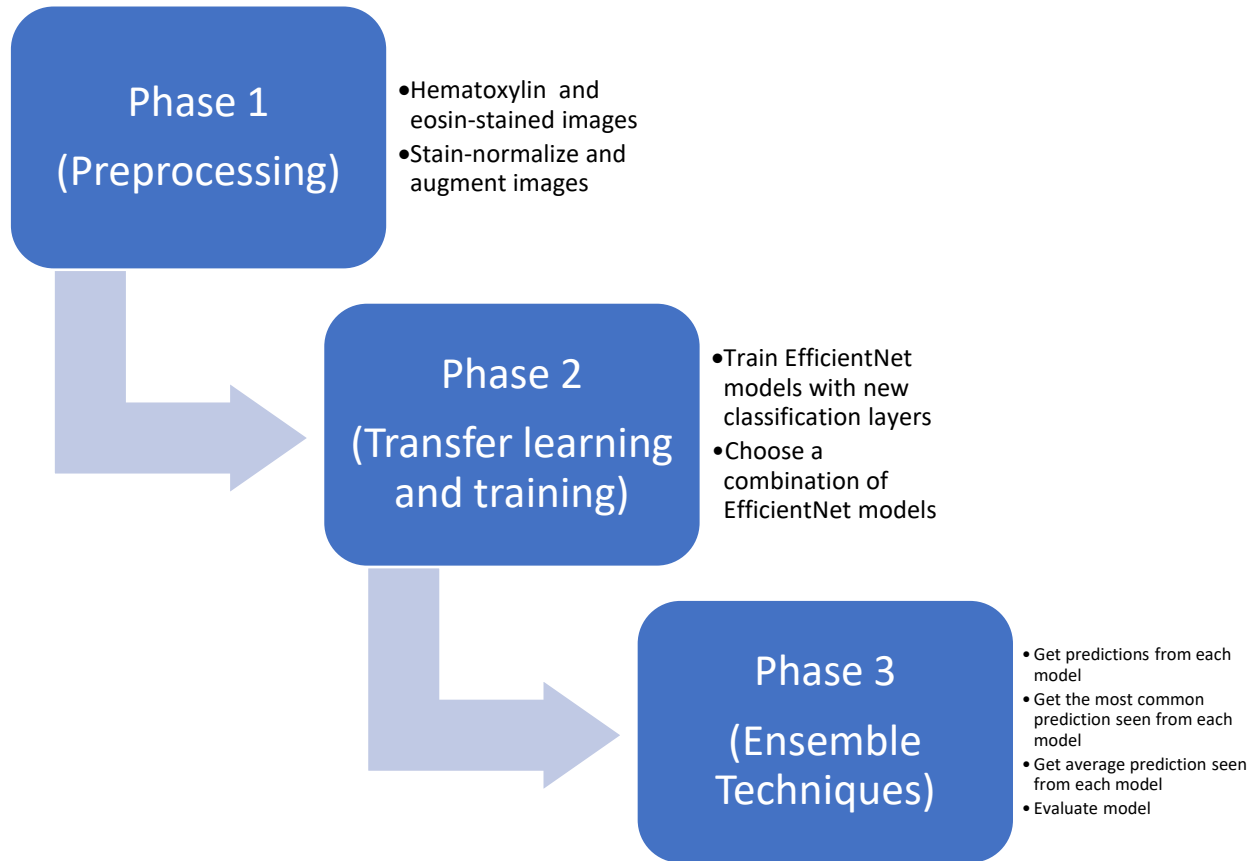 Phase 1
(Preprocessing)
•Hematoxylin and
eosin-stained images
•Stain-normalize and
augment images
Phase 2
(Transfer learning
and training)
•Train EfficientNet
models with new
classification layers
•Choose a
combination of
EfficientNet models
Phase 3
(Ensemble
Techniques)
• Get predictions from each
model
• Get the most common
prediction seen from each
model
• Get average prediction seen
from each model
• Evaluate model